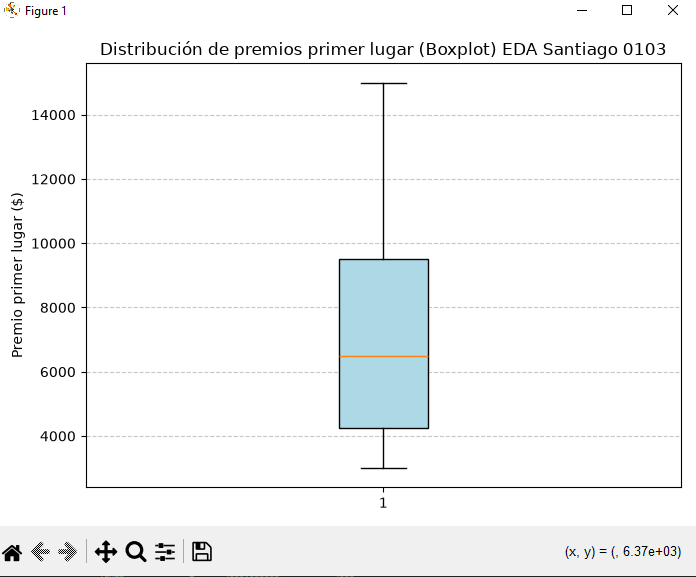 Figure 1
Distribución de premios primer lugar (Boxplot) EDA Santiago 0103
Premio primer lugar ($)
14000
12000
10000
8000
6000
4000
1
(x, y) = (, 6.37e+03)